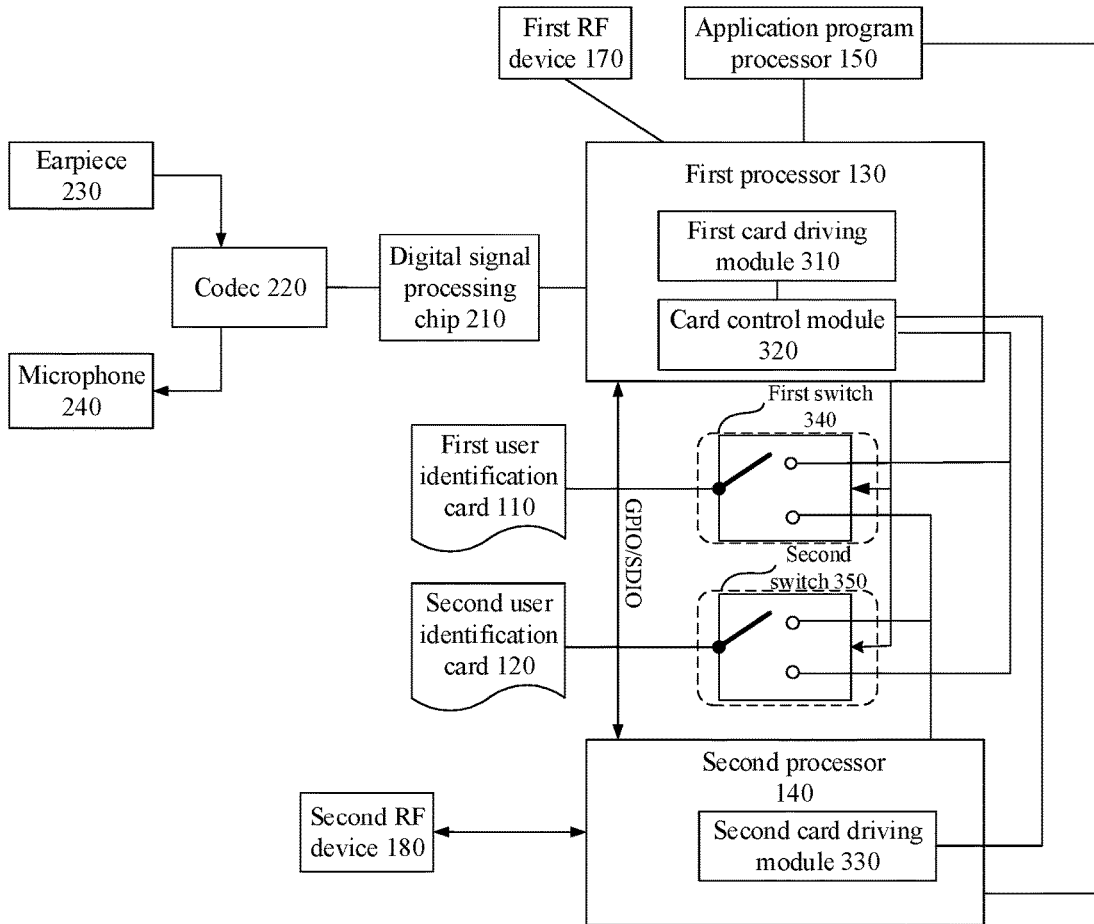 First RF
device 170
Application program
processor 150
Earpiece
230
First processor 130
First card driving
module 310
Codec 220
Digital signal
processing
chip 210
Card control module
320
Microphone
240
First switch
340
First user
identification
card 110
GPIO/SDIO
Second
switch 350
Second user
identification
card 120
Second processor
140
Second RF
device 180
Second card driving
module 330